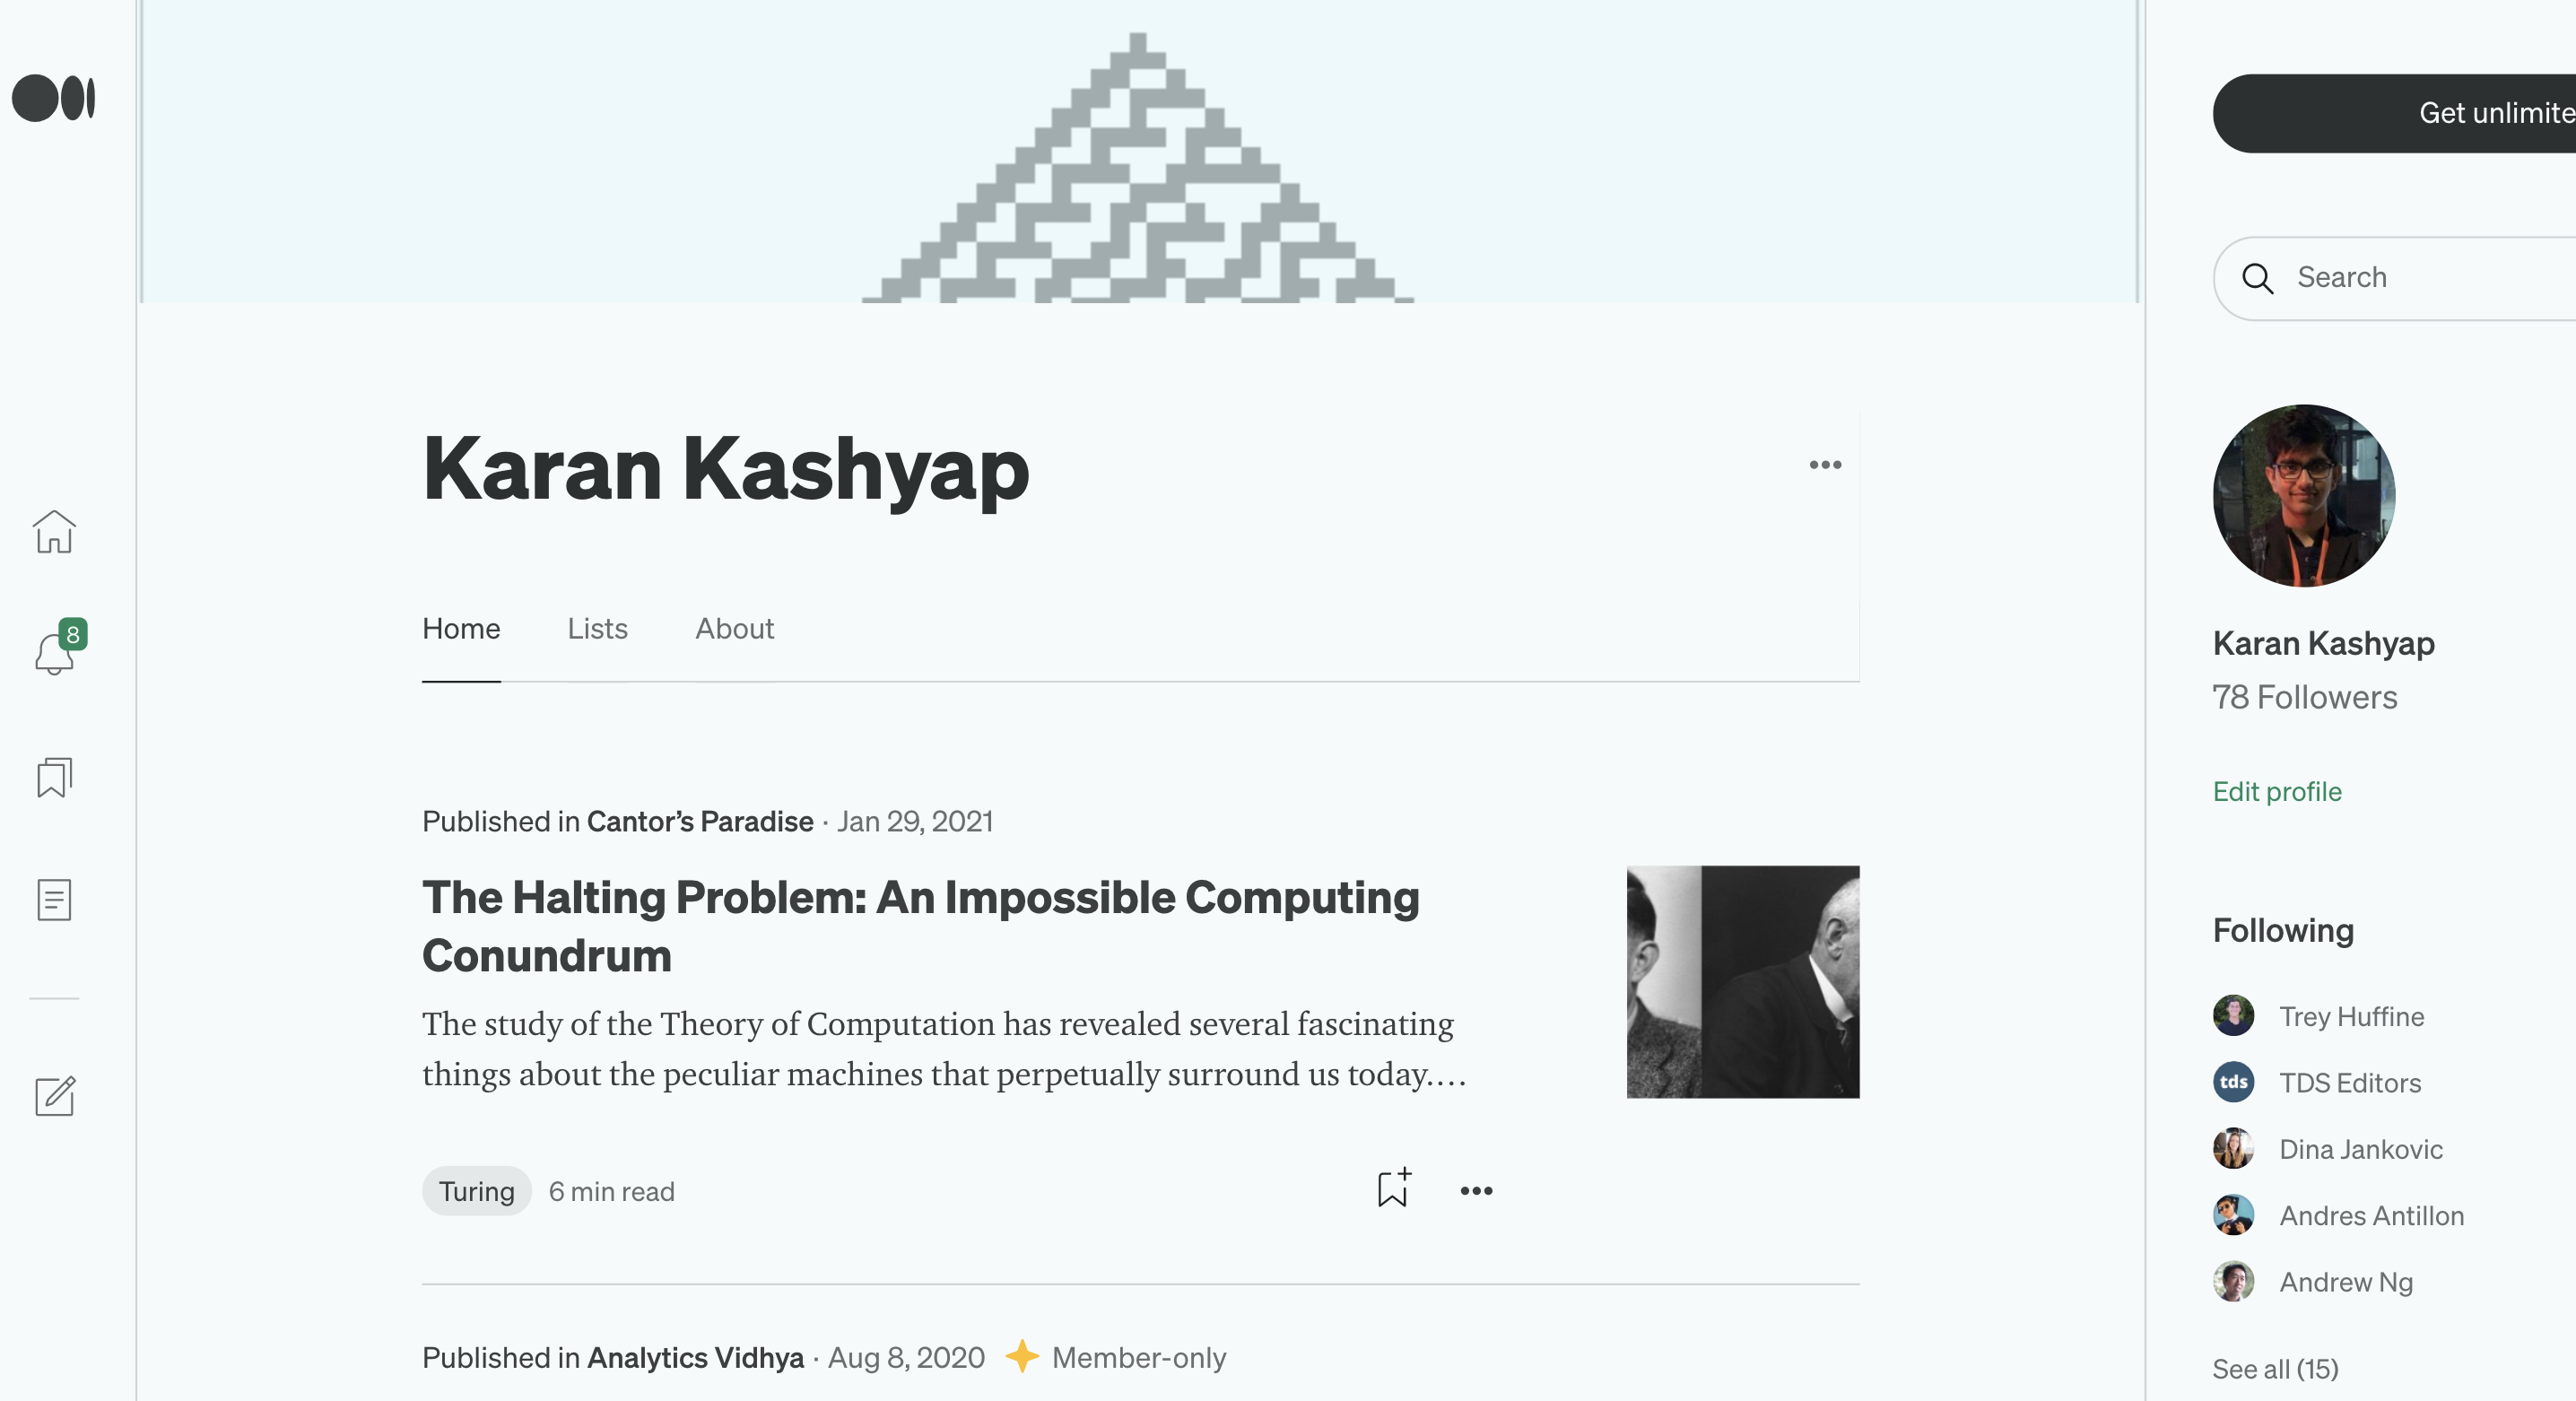 Get unlimite
Search
Karan Kashyap
Home Lists About
8
Published in Cantor's Paradise · Jan 29, 2021
The Halting Problem: An Impossible Computing
Conundrum
The study of the Theory of Computation has revealed several fascinating
things about the peculiar machines that perpetually surround us today....
Turing 6 min read
Published in Analytics Vidhya · Aug 8, 2020 Member-only
Karan Kashyap
78 Followers
Edit profile
Following
Trey Huffine
tds TDS Editors
Dina Jankovic
Andres Antillon
Andrew Ng
See all (15)